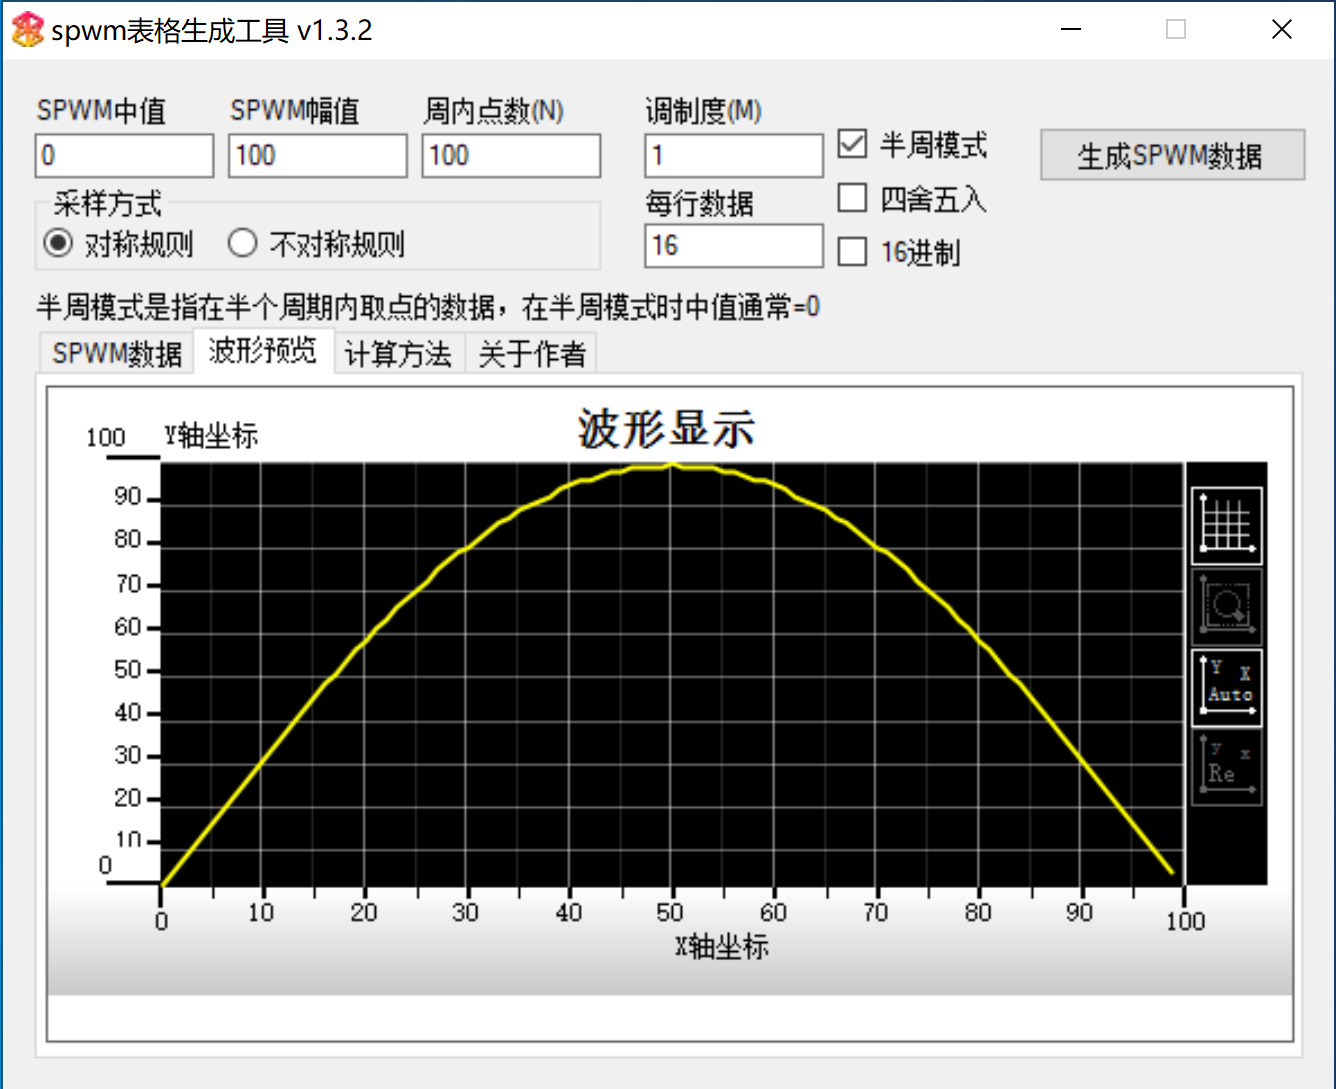 spwm表格生成工具 v1.3.2
SPWM中值 SPWM幅值 周内点数(N) 调制度(M)
0 100 100 1 半周模式 生成SPWM数据
采样方式 每行数据 四舍五入
对称规则 不对称规则 16 16进制
半周模式是指在半个周期内取点的数据，在半周模式时中值通常=0
SPWM数据 波形预览 计算方法 关于作者
波形显示
100 Y轴坐标
90
80
70
60
50
40
30
20
10
0
Y X
Auto
y x
Re
0 10 20 30 40 50 60 70 80 90 100
X轴坐标